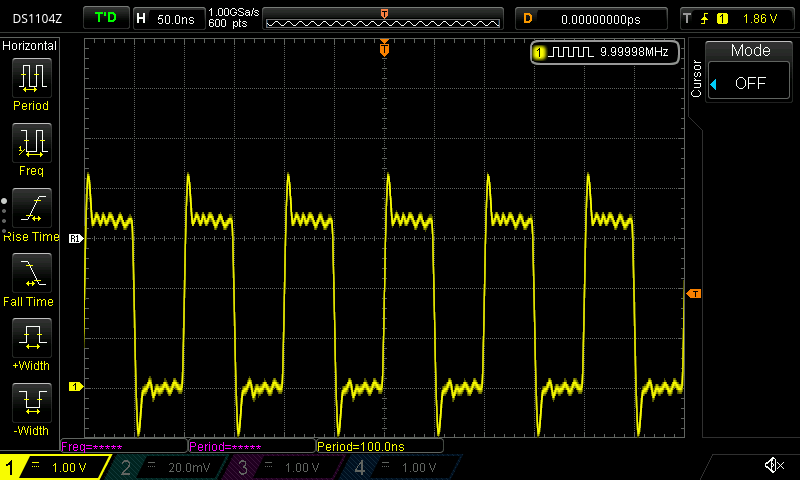 DS1104Z T'D H 50.0ns 1.00GSa/s 600 pts T D 0.00000000ps T 1 1.86 V
Horizontal
Period
Freq
Rise Time
Fall Time
+Width
-Width
T
1 9.99998MHz
R1
T
1
Cursor
Mode
OFF
Freq=***** Period=***** Period=100.0ns
1 1.00 V 2 20.0mV 3 1.00 V 4 1.00 V